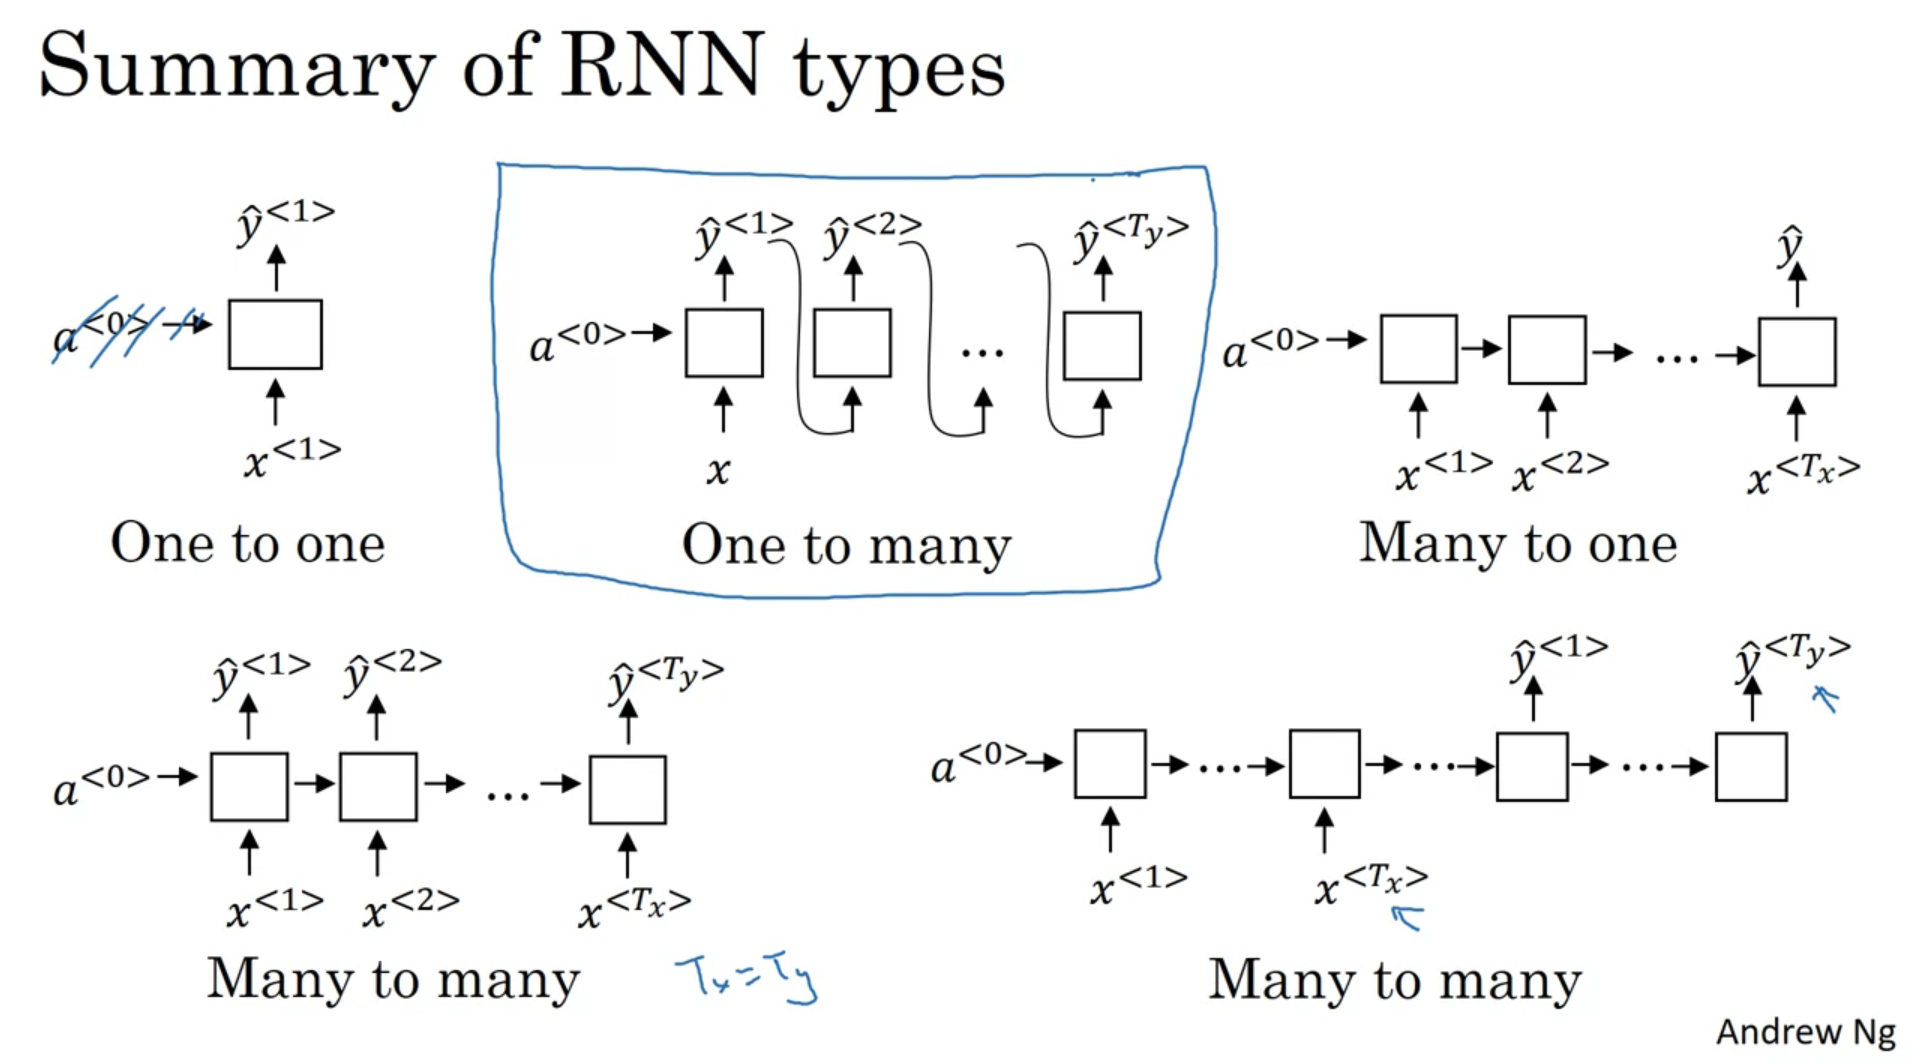 Summary of RNN types
ŷ<1>
a<0>
x<1>
One to one
ŷ<1> ŷ<2> ŷ<Ty>
a<0> ...
x
One to many
ŷ
a<0> ...
x<1> x<2> x<Tx>
Many to one
ŷ<1> ŷ<2> ŷ<Ty>
a<0> ...
x<1> x<2> x<Tx>
Many to many Tx=Ty
ŷ<1> ŷ<Ty>
a<0> ... ... ...
x<1> x<Tx>
Many to many
Andrew Ng